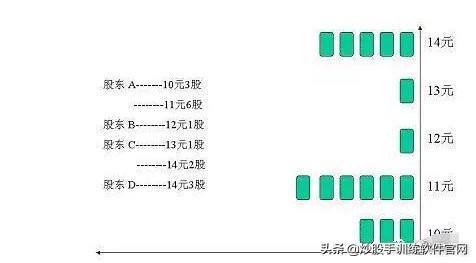 14元
13元
股东 A-------10元3股
--------11元6股
股东 B--------12元1股
12元
股东 C--------13元1股
--------14元2股
股东 D--------14元3股
11元
10元
头条 @炒股手训练软件官网